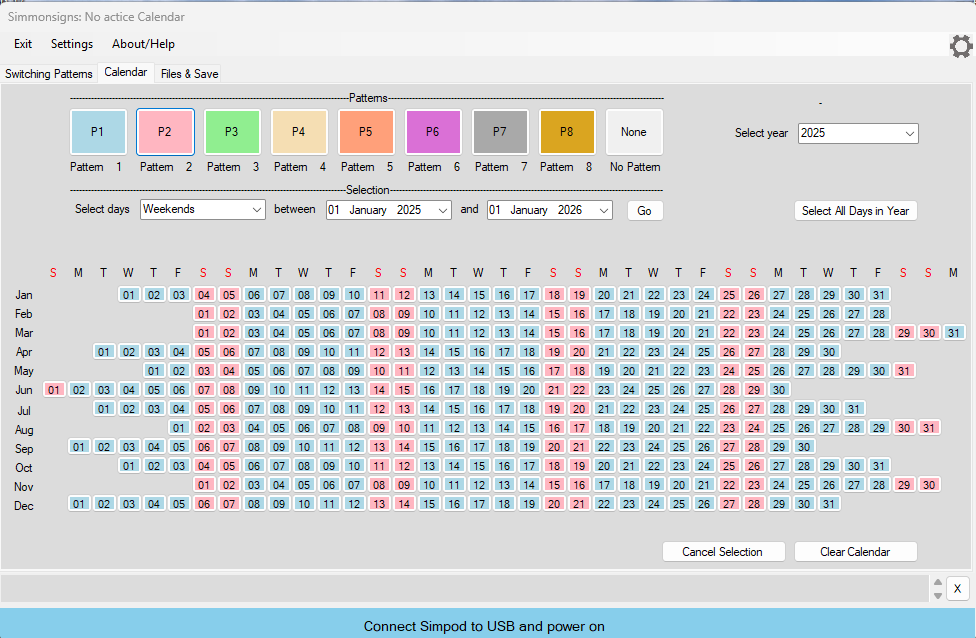 Simmonsigns: No actice Calendar
Exit Settings About/Help
Switching Patterns Calendar Files & Save
Patterns
P1 P2 P3 P4 P5 P6 P7 P8 None
Pattern 1 Pattern 2 Pattern 3 Pattern 4 Pattern 5 Pattern 6 Pattern 7 Pattern 8 No Pattern
-
Select year 2025
Selection
Select days Weekends between 01 January 2025 and 01 January 2026 Go Select All Days in Year
S M T W T F S S M T W T F S S M T W T F S S M T W T F S S M T W T F S S M
Jan 01 02 03 04 05 06 07 08 09 10 11 12 13 14 15 16 17 18 19 20 21 22 23 24 25 26 27 28 29 30 31
Feb 01 02 03 04 05 06 07 08 09 10 11 12 13 14 15 16 17 18 19 20 21 22 23 24 25 26 27 28
Mar 01 02 03 04 05 06 07 08 09 10 11 12 13 14 15 16 17 18 19 20 21 22 23 24 25 26 27 28 29 30 31
Apr 01 02 03 04 05 06 07 08 09 10 11 12 13 14 15 16 17 18 19 20 21 22 23 24 25 26 27 28 29 30
May 01 02 03 04 05 06 07 08 09 10 11 12 13 14 15 16 17 18 19 20 21 22 23 24 25 26 27 28 29 30 31
Jun 01 02 03 04 05 06 07 08 09 10 11 12 13 14 15 16 17 18 19 20 21 22 23 24 25 26 27 28 29 30
Jul 01 02 03 04 05 06 07 08 09 10 11 12 13 14 15 16 17 18 19 20 21 22 23 24 25 26 27 28 29 30 31
Aug 01 02 03 04 05 06 07 08 09 10 11 12 13 14 15 16 17 18 19 20 21 22 23 24 25 26 27 28 29 30 31
Sep 01 02 03 04 05 06 07 08 09 10 11 12 13 14 15 16 17 18 19 20 21 22 23 24 25 26 27 28 29 30
Oct 01 02 03 04 05 06 07 08 09 10 11 12 13 14 15 16 17 18 19 20 21 22 23 24 25 26 27 28 29 30 31
Nov 01 02 03 04 05 06 07 08 09 10 11 12 13 14 15 16 17 18 19 20 21 22 23 24 25 26 27 28 29 30
Dec 01 02 03 04 05 06 07 08 09 10 11 12 13 14 15 16 17 18 19 20 21 22 23 24 25 26 27 28 29 30 31
Cancel Selection Clear Calendar
X
Connect Simpod to USB and power on